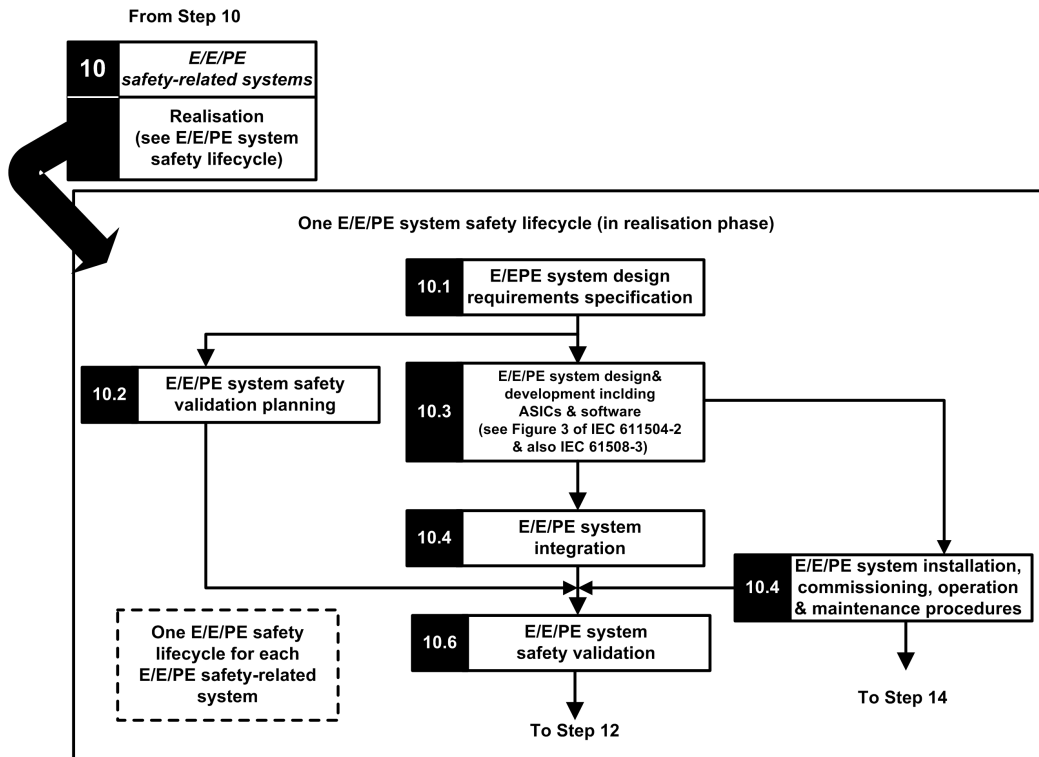 From Step 10
10
E/E/PE
safety-related systems
Realisation
(see E/E/PE system
safety lifecycle)
One E/E/PE system safety lifecycle (in realisation phase)
10.1
E/EPE system design
requirements specification
10.2
E/E/PE system safety
validation planning
10.3
E/E/PE system design&
development inclding
ASICs & software
(see Figure 3 of IEC 611504-2
& also IEC 61508-3)
10.4
E/E/PE system
integration
10.4
E/E/PE system installation,
commissioning, operation
& maintenance procedures
One E/E/PE safety
lifecycle for each
E/E/PE safety-related
system
10.6
E/E/PE system
safety validation
To Step 14
To Step 12